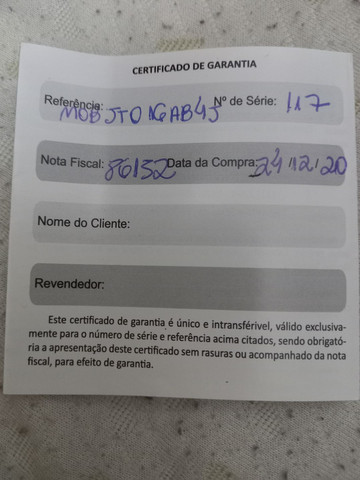 CERTIFICADO DE GARANTIA
Referência: MOBJTO16AB4J Nº de Série: 117
Nota Fiscal: 86132 Data da Compra: 24/12/20
Nome do Cliente:
Revendedor:
Este certificado de garantia é único e intransférivel, válido exclusiva-
mente para o número de série e referência acima citados, sendo obrigató-
ria a apresentação deste certificado sem rasuras ou acompanhado da nota
fiscal, para efeito de garantia.